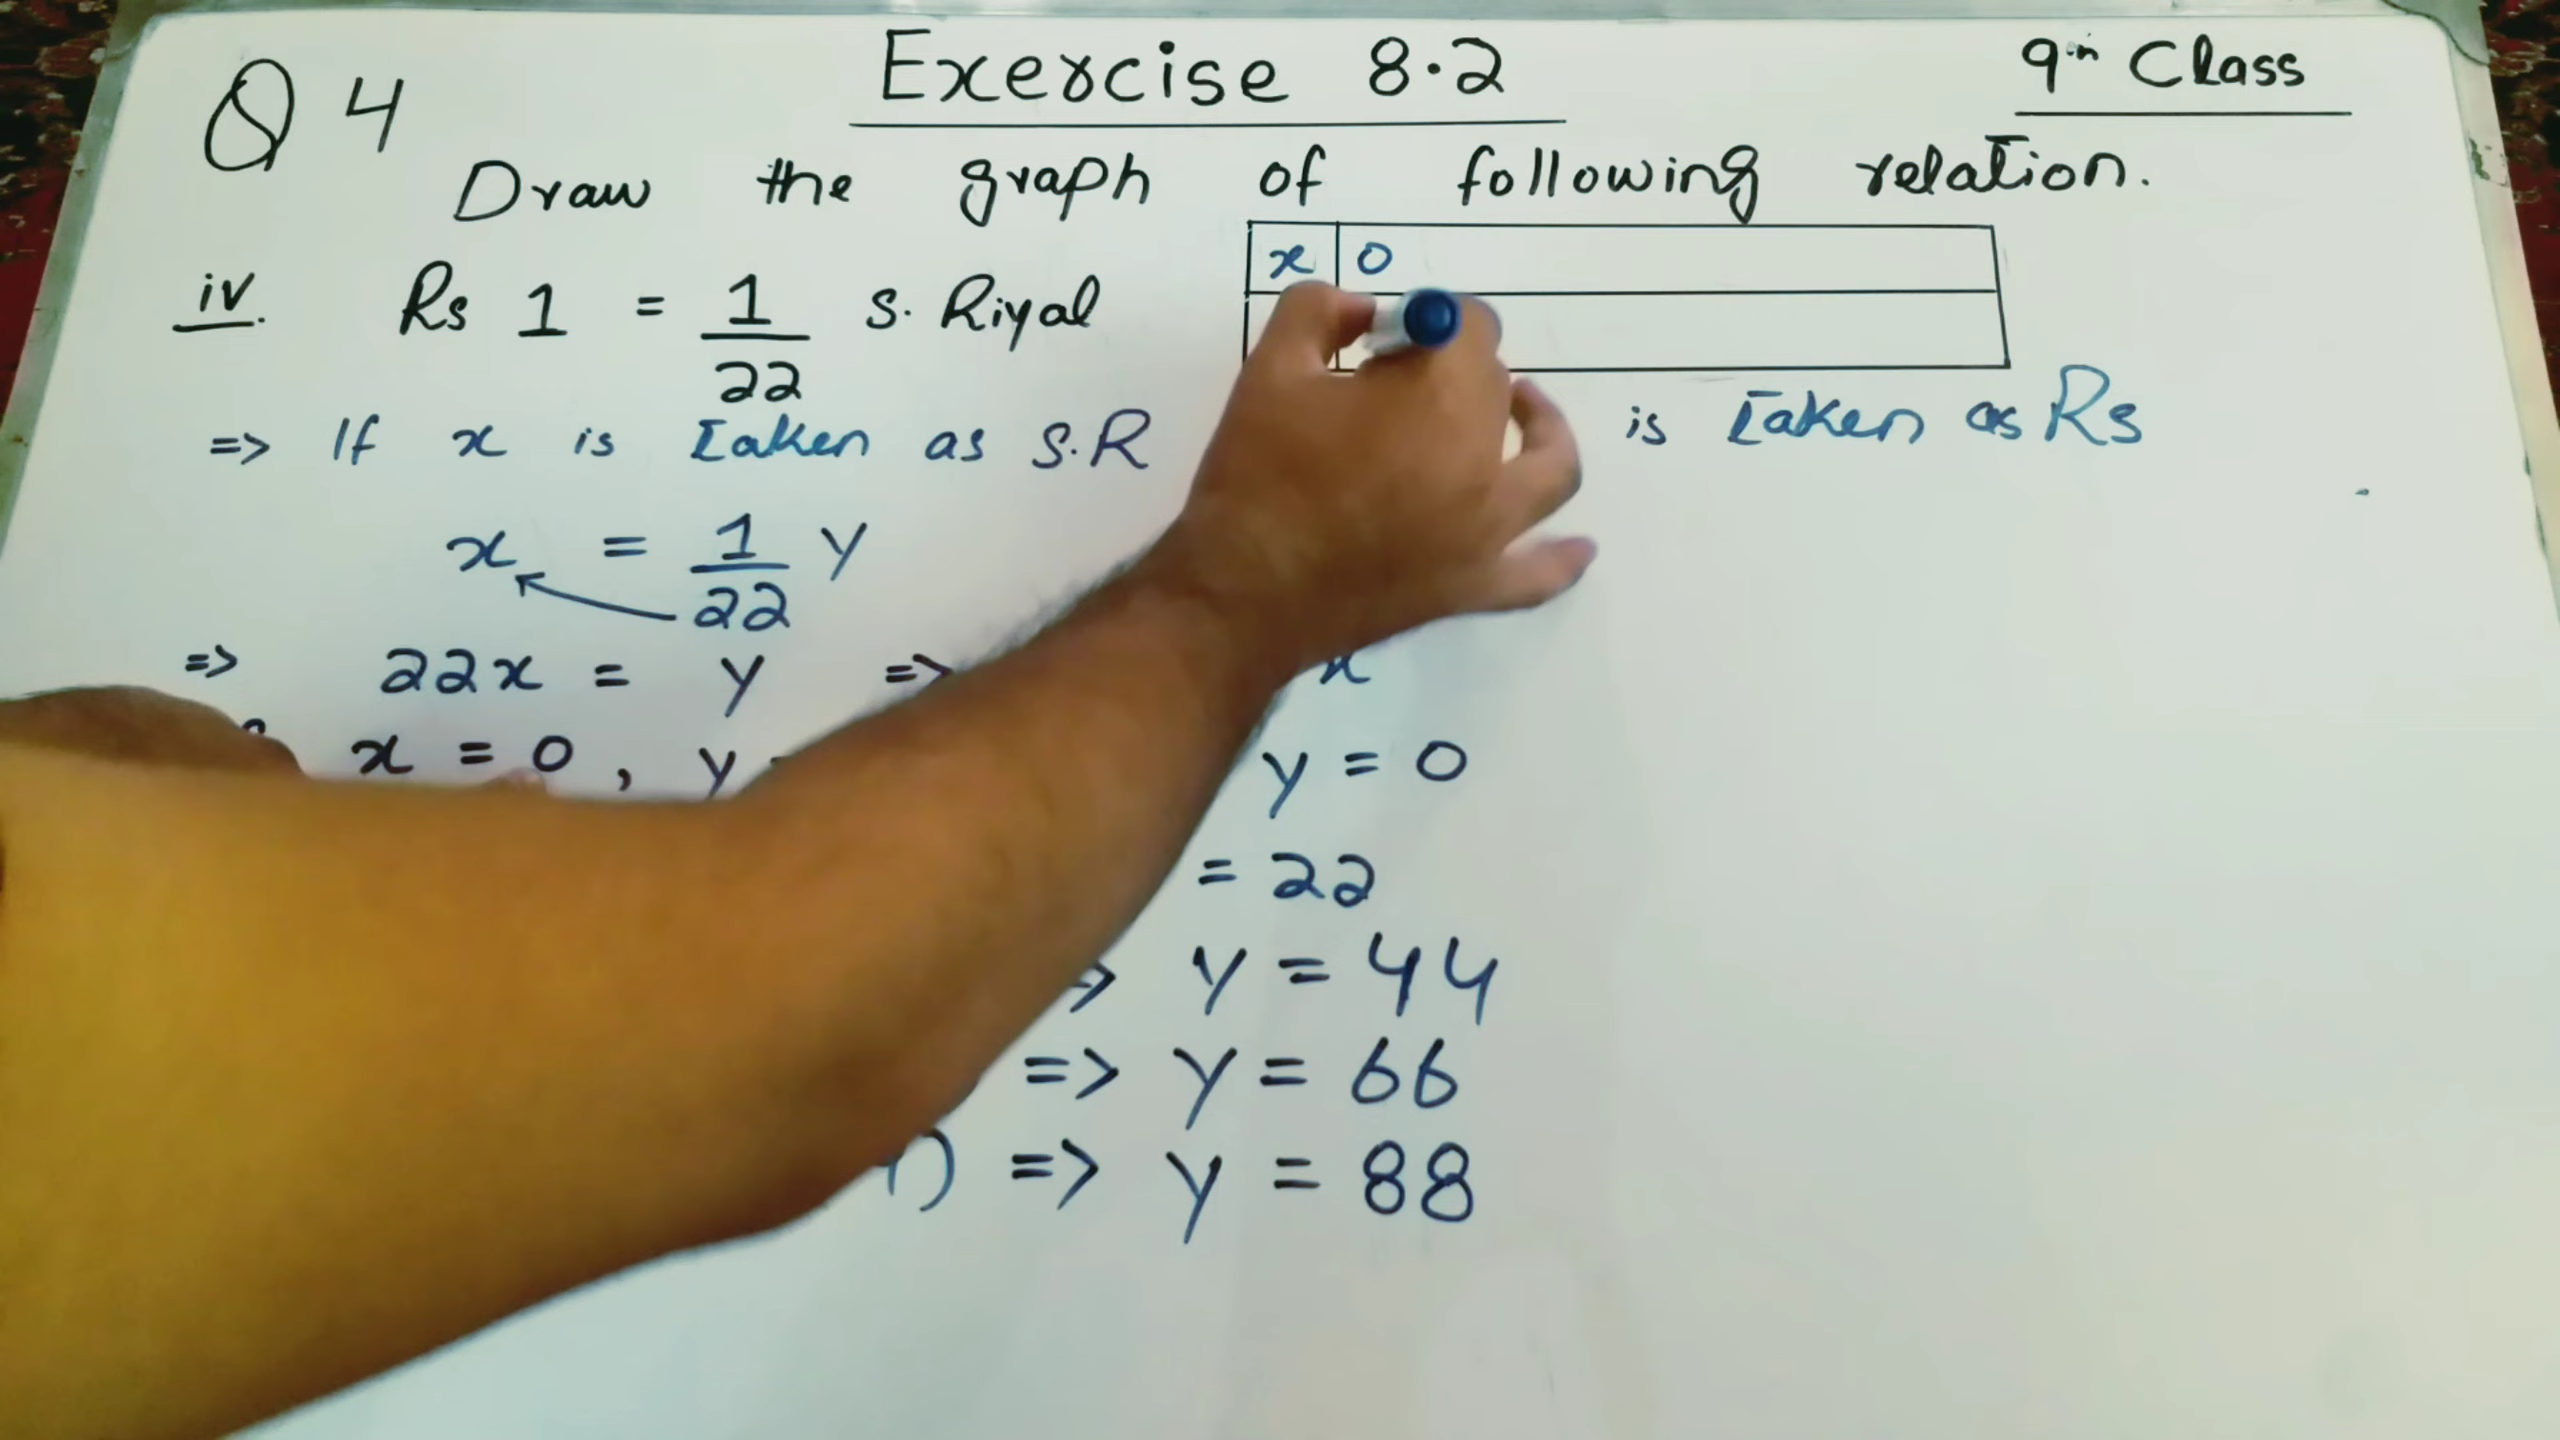 Exercise 8.2
9th Class
Q 4
Draw the graph of following relation.
x 0
iv. Rs 1 = 1/22 S. Riyal
=> If x is taken as S.R is taken as Rs
x = 1/22 y
=> 22x = y => x
x = 0 , y y = 0
= 22
=> y = 44
=> y = 66
) => y = 88